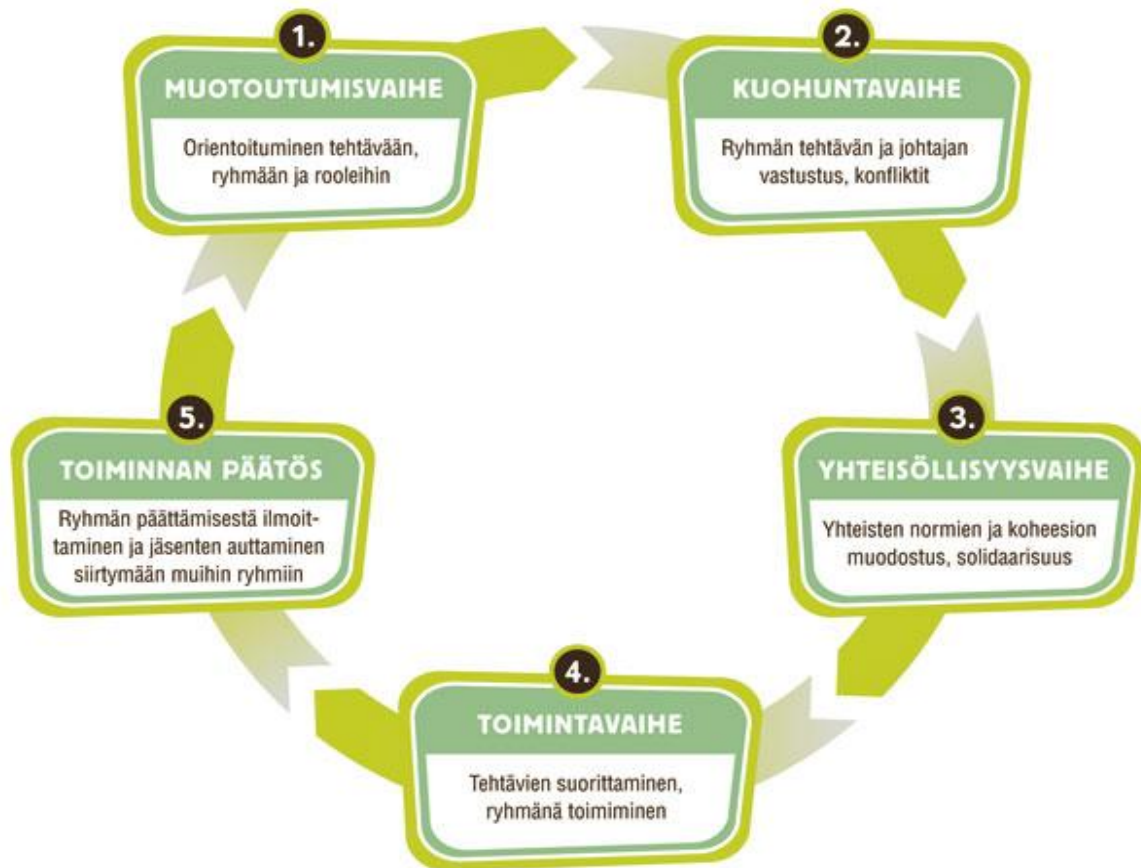 1.
MUOTOUTUMISVAIHE
Orientoituminen tehtävään,
ryhmään ja rooleihin
2.
KUOHUNTAVAIHE
Ryhmän tehtävän ja johtajan
vastustus, konfliktit
3.
YHTEISÖLLISYYSVAIHE
Yhteisten normien ja koheesion
muodostus, solidaarisuus
4.
TOIMINTAVAIHE
Tehtävien suorittaminen,
ryhmänä toimiminen
5.
TOIMINNAN PÄÄTÖS
Ryhmän päättämisestä ilmoit-
taminen ja jäsenten auttaminen
siirtymään muihin ryhmiin